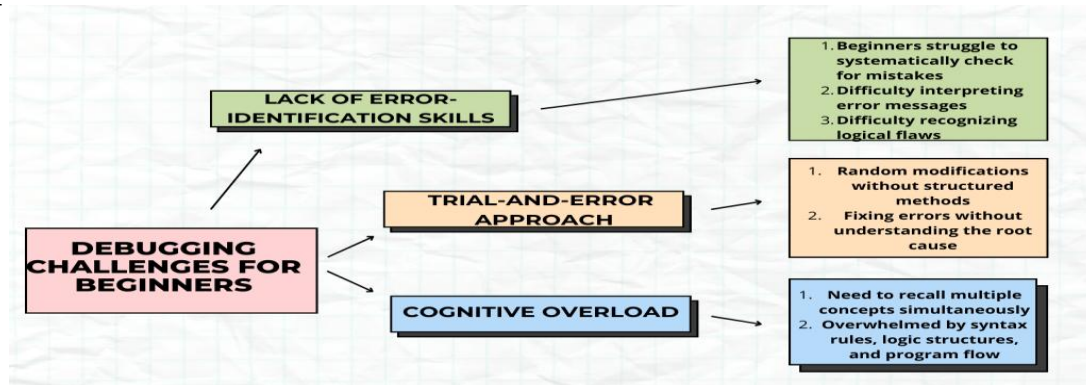 DEBUGGING
CHALLENGES FOR
BEGINNERS
LACK OF ERROR-
IDENTIFICATION SKILLS
1. Beginners struggle to
systematically check
for mistakes
2. Difficulty interpreting
error messages
3. Difficulty recognizing
logical flaws
TRIAL-AND-ERROR
APPROACH
1. Random modifications
without structured
methods
2. Fixing errors without
understanding the root
cause
COGNITIVE OVERLOAD
1. Need to recall multiple
concepts simultaneously
2. Overwhelmed by syntax
rules, logic structures,
and program flow